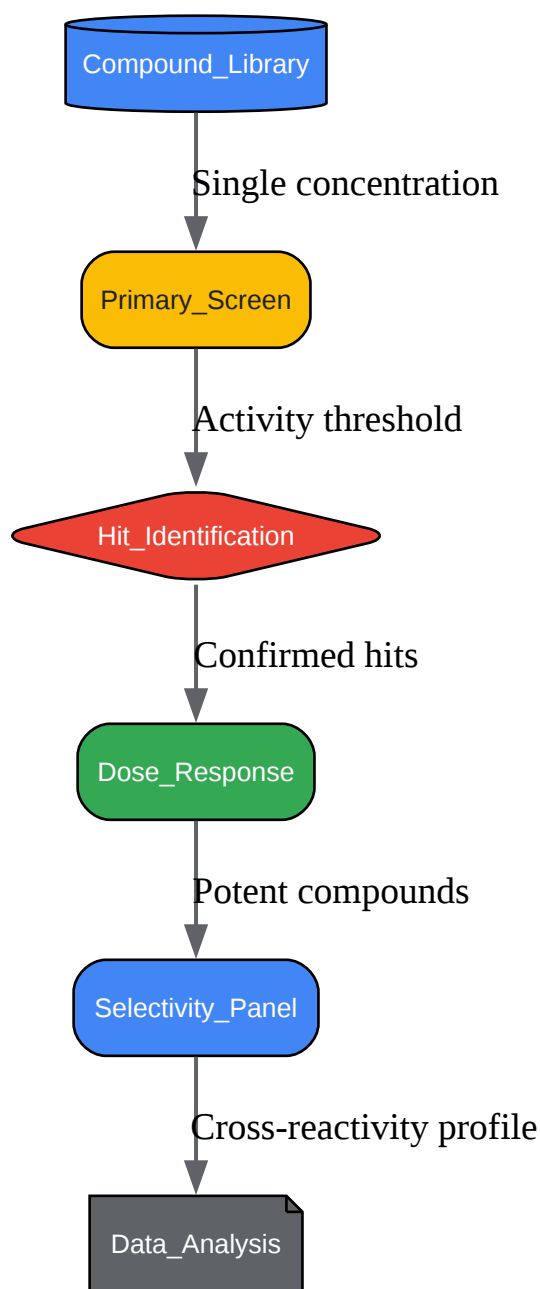 Compound_Library
Single concentration
Primary_Screen
Activity threshold
Hit_Identification
Confirmed hits
Dose_Response
Potent compounds
Selectivity_Panel
Cross-reactivity profile
Data_Analysis